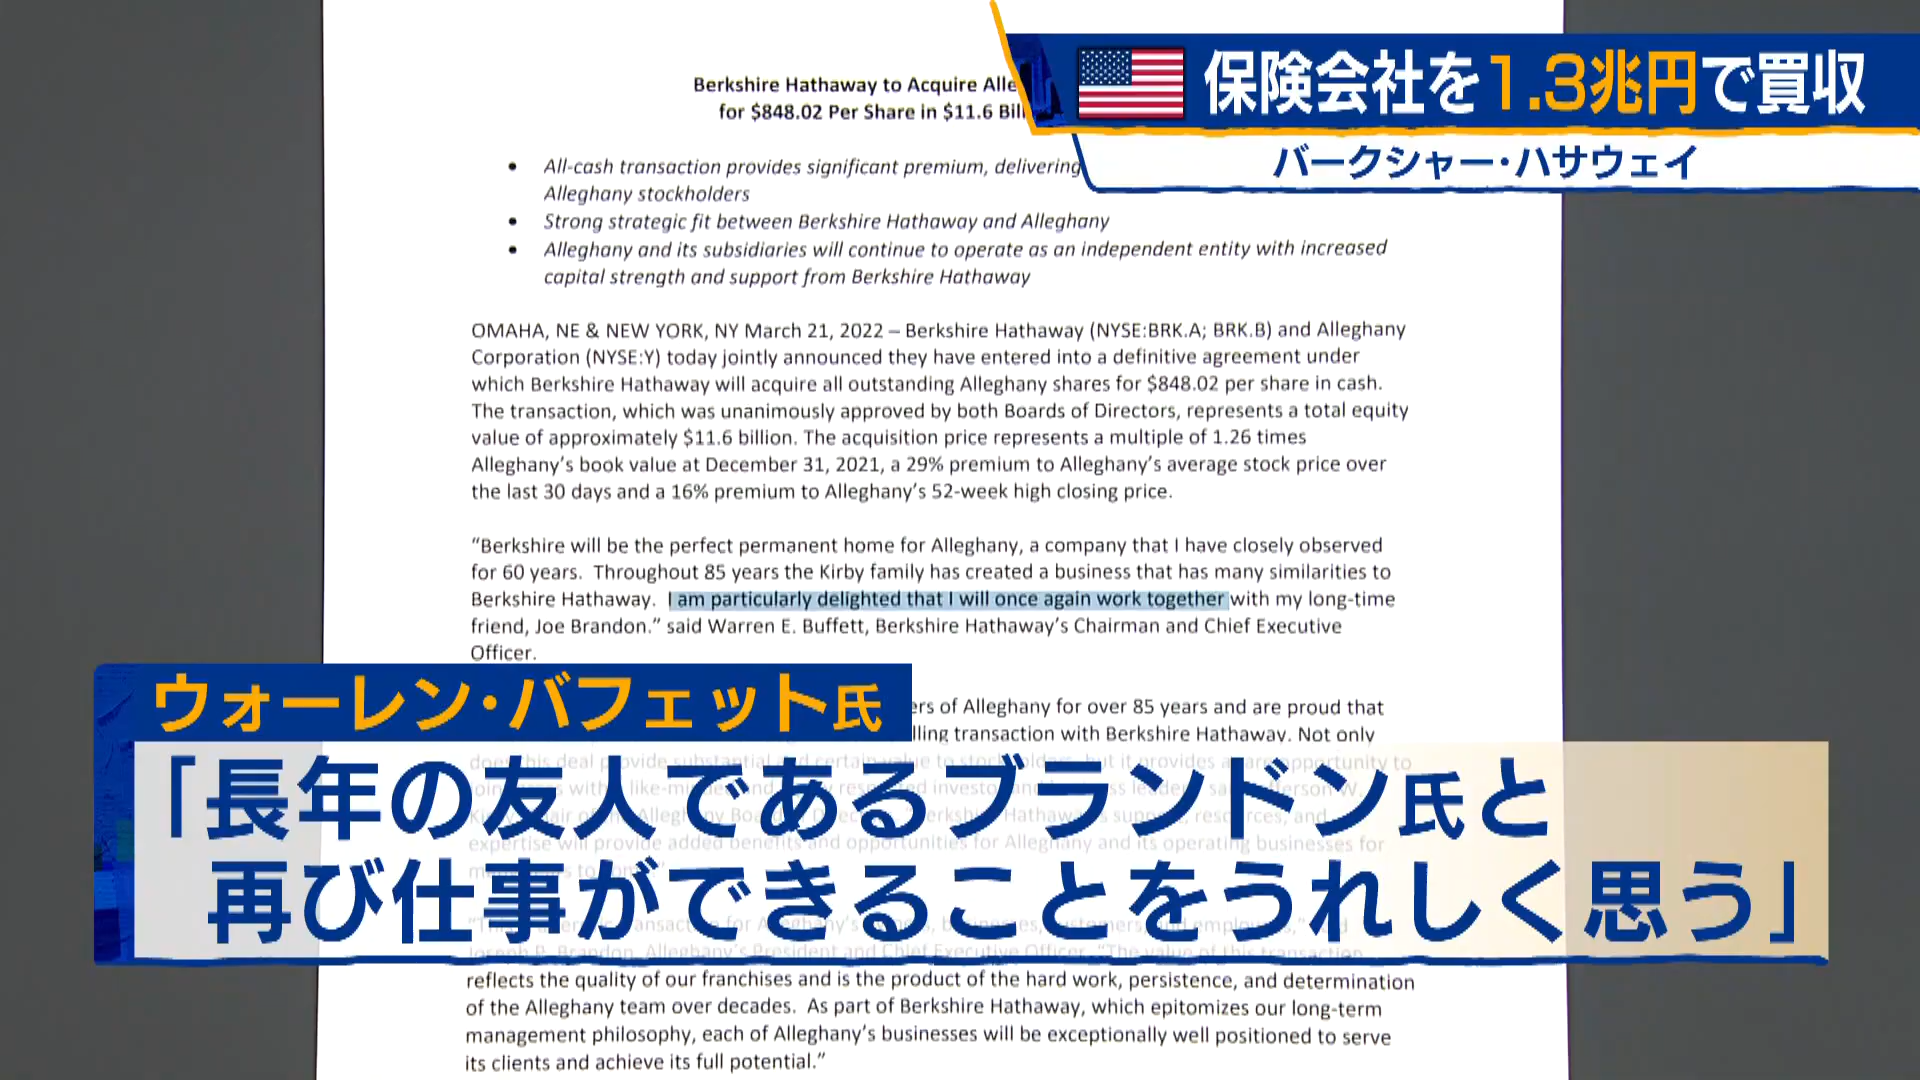 保険会社を1.3兆円で買収
バークシャー・ハサウェイ
Berkshire Hathaway to Acquire Alle
for $848.02 Per Share in $11.6 Bill
• All-cash transaction provides significant premium, delivering
Alleghany stockholders
• Strong strategic fit between Berkshire Hathaway and Alleghany
• Alleghany and its subsidiaries will continue to operate as an independent entity with increased
capital strength and support from Berkshire Hathaway
OMAHA, NE & NEW YORK, NY March 21, 2022 – Berkshire Hathaway (NYSE:BRK.A; BRK.B) and Alleghany
Corporation (NYSE:Y) today jointly announced they have entered into a definitive agreement under
which Berkshire Hathaway will acquire all outstanding Alleghany shares for $848.02 per share in cash.
The transaction, which was unanimously approved by both Boards of Directors, represents a total equity
value of approximately $11.6 billion. The acquisition price represents a multiple of 1.26 times
Alleghany’s book value at December 31, 2021, a 29% premium to Alleghany’s average stock price over
the last 30 days and a 16% premium to Alleghany’s 52-week high closing price.
“Berkshire will be the perfect permanent home for Alleghany, a company that I have closely observed
for 60 years. Throughout 85 years the Kirby family has created a business that has many similarities to
Berkshire Hathaway. I am particularly delighted that I will once again work together with my long-time
friend, Joe Brandon.” said Warren E. Buffett, Berkshire Hathaway’s Chairman and Chief Executive
Officer.
ers of Alleghany for over 85 years and are proud that
lling transaction with Berkshire Hathaway. Not only
ウォーレン・バフェット氏
「長年の友人であるブランドン氏と
再び仕事ができることをうれしく思う」
reflects the quality of our franchises and is the product of the hard work, persistence, and determination
of the Alleghany team over decades. As part of Berkshire Hathaway, which epitomizes our long-term
management philosophy, each of Alleghany’s businesses will be exceptionally well positioned to serve
its clients and achieve its full potential.”